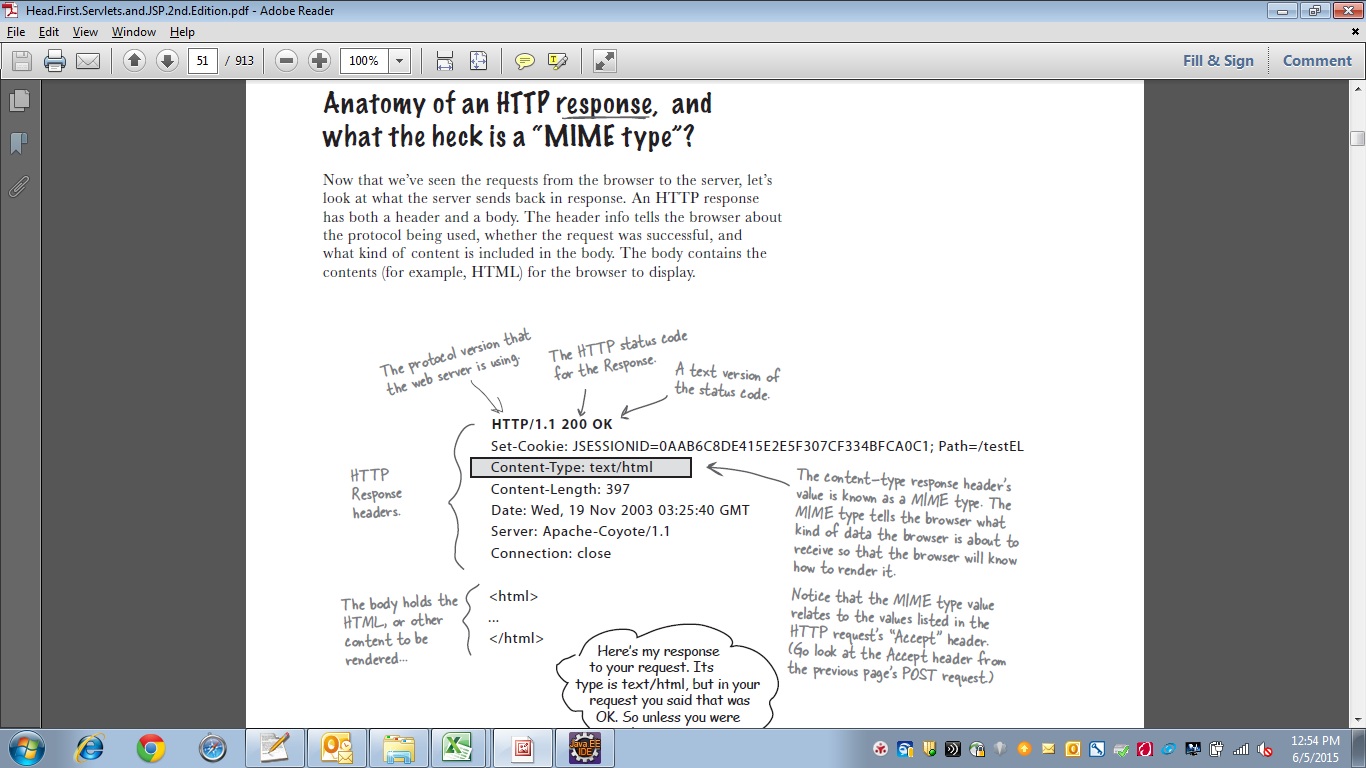 Head.First.Servlets.and.JSP.2nd.Edition.pdf - Adobe Reader
File Edit View Window Help
51 / 913 100% Fill & Sign Comment
Anatomy of an HTTP response, and
what the heck is a “MIME type”?
Now that we’ve seen the requests from the browser to the server, let’s
look at what the server sends back in response. An HTTP response
has both a header and a body. The header info tells the browser about
the protocol being used, whether the request was successful, and
what kind of content is included in the body. The body contains the
contents (for example, HTML) for the browser to display.
The protocol version that
the web server is using.
The HTTP status code
for the Response.
A text version of
the status code.
HTTP/1.1 200 OK
Set-Cookie: JSESSIONID=0AAB6C8DE415E2E5F307CF334BFCA0C1; Path=/testEL
Content-Type: text/html
Content-Length: 397
Date: Wed, 19 Nov 2003 03:25:40 GMT
Server: Apache-Coyote/1.1
Connection: close
HTTP
Response
headers.
The content-type response header’s
value is known as a MIME type. The
MIME type tells the browser what
kind of data the browser is about to
receive so that the browser will know
how to render it.
Notice that the MIME type value
relates to the values listed in the
HTTP request’s “Accept” header.
(Go look at the Accept header from
the previous page’s POST request.)
The body holds the
HTML, or other
content to be
rendered...
<html>
...
</html>
Here’s my response
to your request. Its
type is text/html, but in your
request you said that was
OK. So unless you were
Java EE
IDE
12:54 PM
6/5/2015